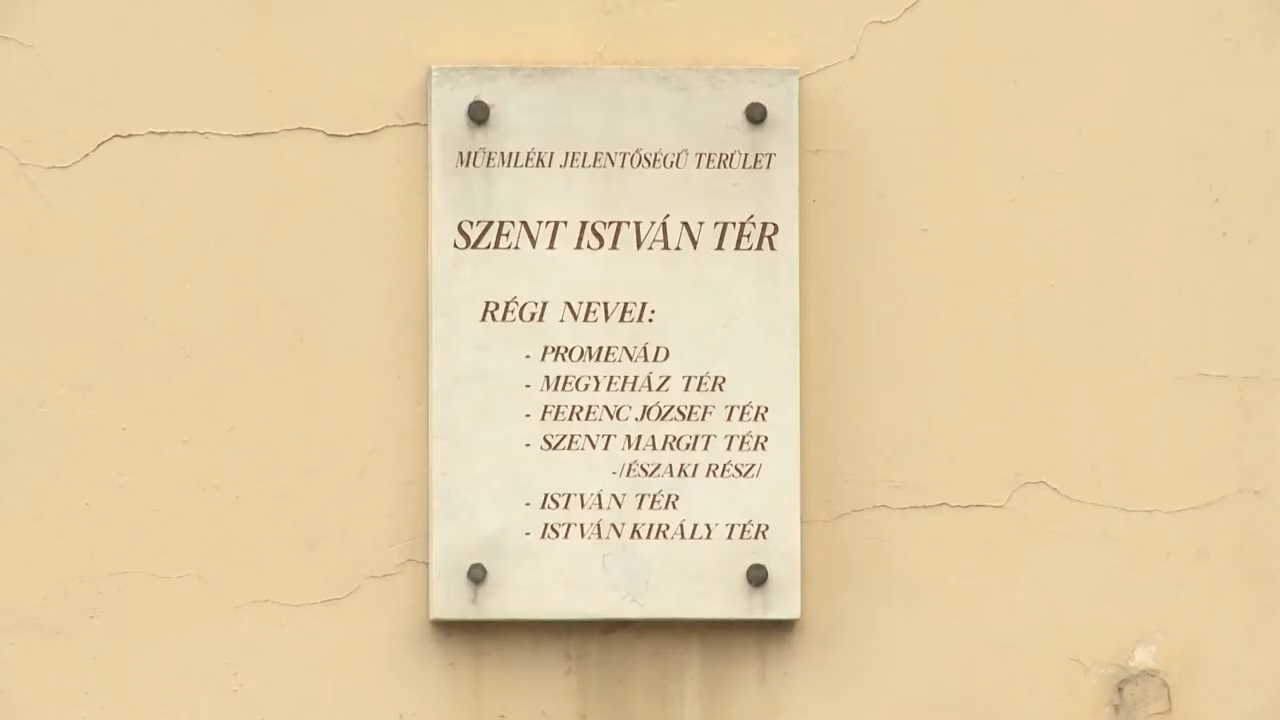 MŰEMLÉKI JELENTŐSÉGŰ TERÜLET
SZENT ISTVÁN TÉR
RÉGI NEVEI:
- PROMENÁD
- MEGYEHÁZ TÉR
- FERENC JÓZSEF TÉR
- SZENT MARGIT TÉR
-/ÉSZAKI RÉSZ/
- ISTVÁN TÉR
- ISTVÁN KIRÁLY TÉR